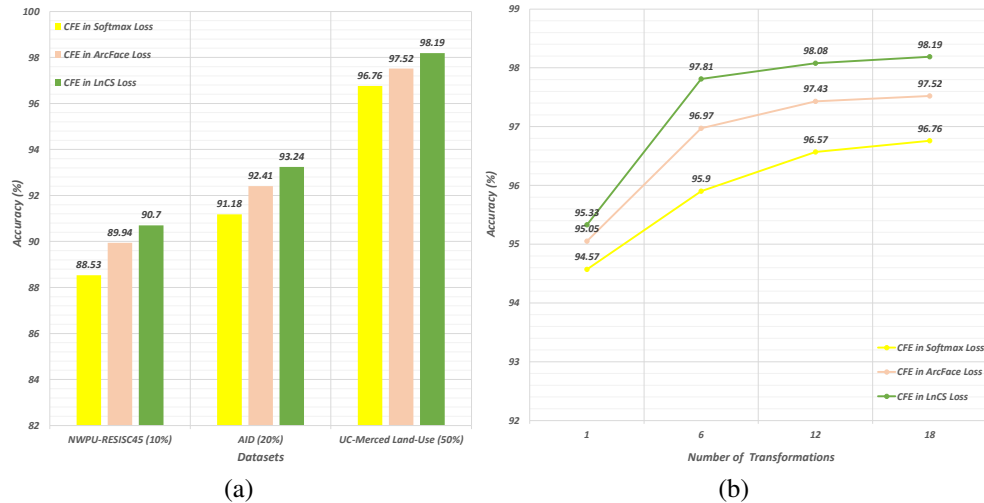 100
98
96
94
92
90
88
86
84
82
Accuracy (%)
CFE in Softmax Loss
CFE in ArcFace Loss
CFE in LnCS Loss
88.53
89.94
90.7
91.18
92.41
93.24
96.76
97.52
98.19
NWPU-RESISC45 (10%)
AID (20%)
UC-Merced Land-Use (50%)
Datasets
(a)
99
98
97
96
95
94
93
92
Accuracy (%)
95.33
97.81
98.08
98.19
95.05
96.97
97.43
97.52
94.57
95.9
96.57
96.76
CFE in Softmax Loss
CFE in ArcFace Loss
CFE in LnCS Loss
1
6
12
18
Number of Transformations
(b)